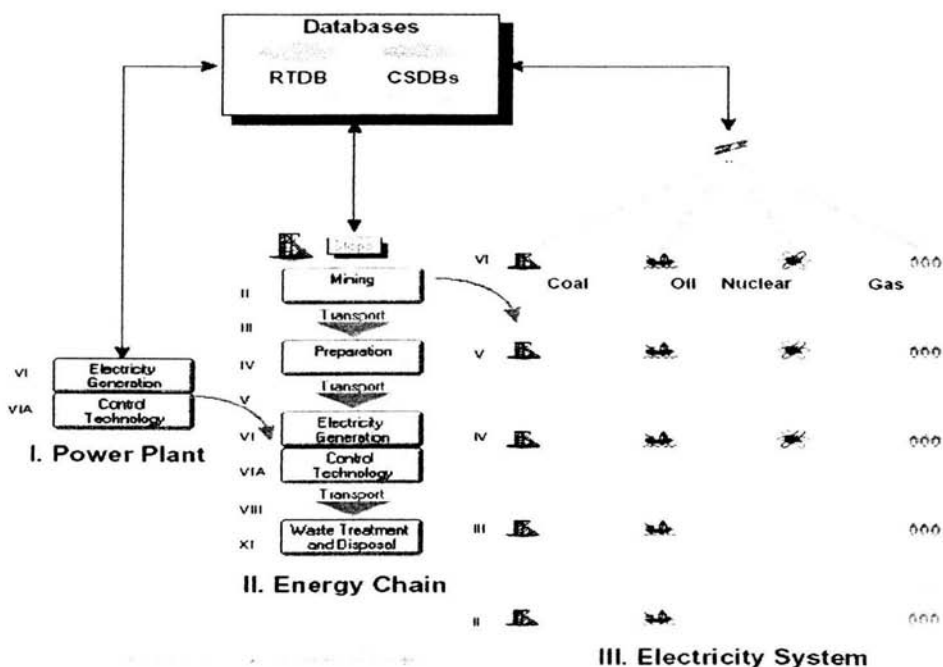 Databases
RTDB
CSDBs
Steps
Mining
II
Transport
III
Preparation
IV
Transport
V
Electricity
Generation
VI
Control
Technology
VIA
Transport
VIII
Waste Treatment
and Disposal
XI
II. Energy Chain
VI
Electricity
Generation
VIA
Control
Technology
I. Power Plant
VI
Coal
Oil
Nuclear
Gas
V
IV
III
II
III. Electricity System